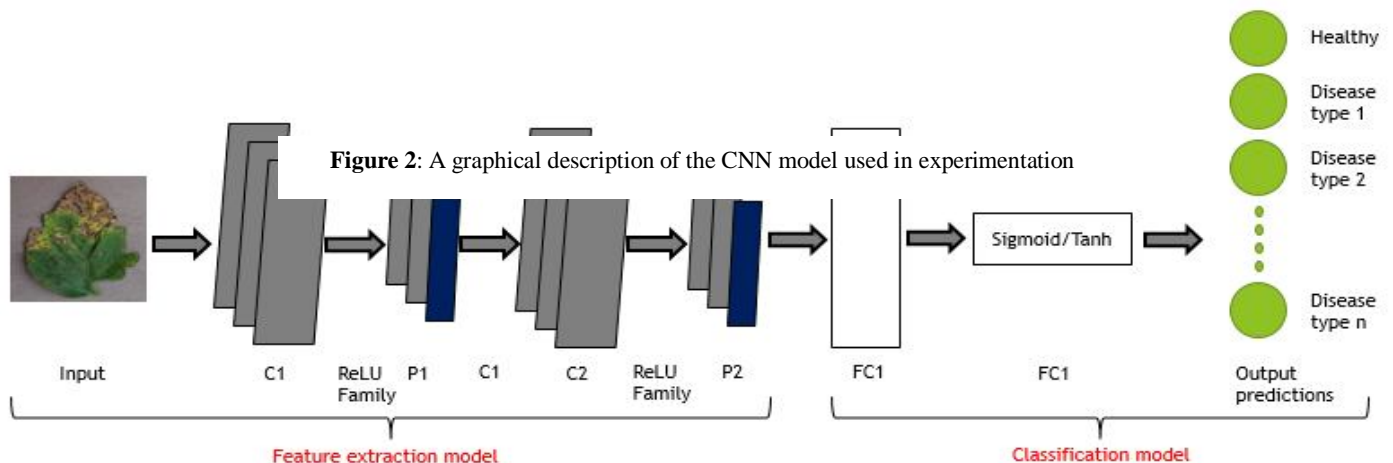 Healthy
Disease
type 1
Figure 2: A graphical description of the CNN model used in experimentation
Disease
type 2
Sigmoid/Tanh
Disease
type n
Input
C1
ReLU
Family
P1
C1
C2
ReLU
Family
P2
FC1
FC1
Output
predictions
Feature extraction model
Classification model